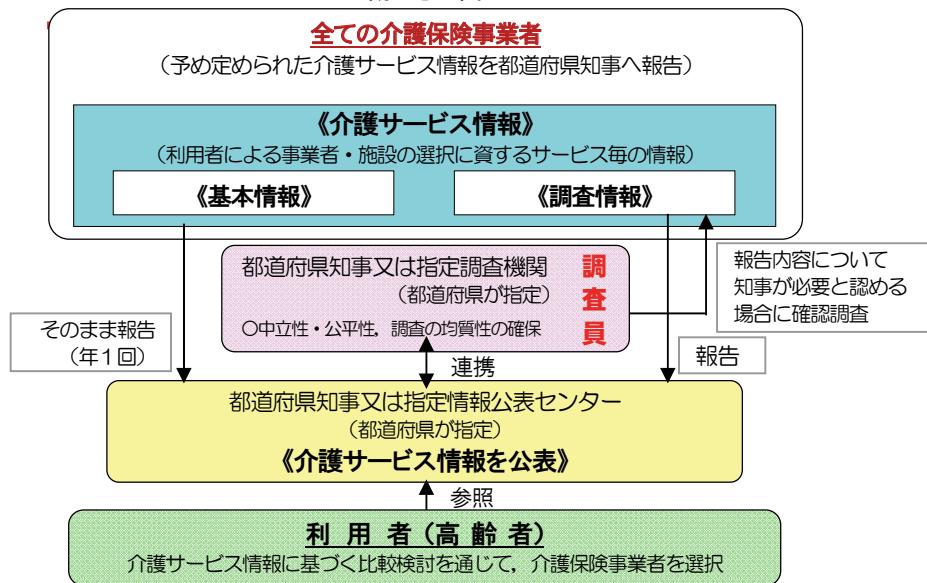 全ての介護保険事業者
（予め定められた介護サービス情報を都道府県知事へ報告）
《介護サービス情報》
（利用者による事業者・施設の選択に資するサービス毎の情報）
《基本情報》
《調査情報》
都道府県知事又は指定調査機関
（都道府県が指定）
○中立性・公平性，調査の均質性の確保
調査員
報告内容について
知事が必要と認める
場合に確認調査
そのまま報告
（年１回）
連携
報告
都道府県知事又は指定情報公表センター
（都道府県が指定）
《介護サービス情報を公表》
参照
利 用 者（高 齢 者）
介護サービス情報に基づく比較検討を通じて，介護保険事業者を選択